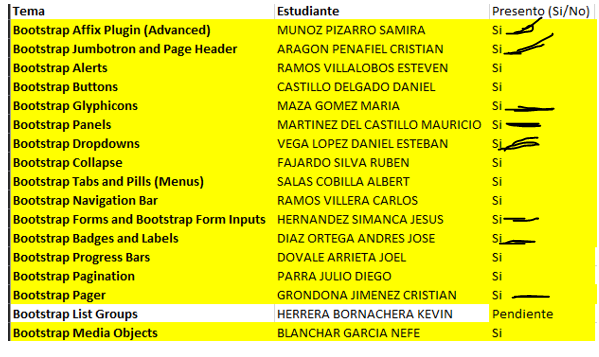 Tema Estudiante Presento (Si/No)
Bootstrap Affix Plugin (Advanced) MUNOZ PIZARRO SAMIRA Si
Bootstrap Jumbotron and Page Header ARAGON PEÑAFIEL CRISTIAN Si
Bootstrap Alerts RAMOS VILLALOBOS ESTEVEN Si
Bootstrap Buttons CASTILLO DELGADO DANIEL Si
Bootstrap Glyphicons MAZA GOMEZ MARIA Si
Bootstrap Panels MARTINEZ DEL CASTILLO MAURICIO Si
Bootstrap Dropdowns VEGA LOPEZ DANIEL ESTEBAN Si
Bootstrap Collapse FAJARDO SILVA RUBEN Si
Bootstrap Tabs and Pills (Menus) SALAS COBILLA ALBERT Si
Bootstrap Navigation Bar RAMOS VILLERA CARLOS Si
Bootstrap Forms and Bootstrap Form Inputs HERNANDEZ SIMANCA JESUS Si
Bootstrap Badges and Labels DIAZ ORTEGA ANDRES JOSE Si
Bootstrap Progress Bars DOVALE ARRIETA JOEL Si
Bootstrap Pagination PARRA JULIO DIEGO Si
Bootstrap Pager GRONDONA JIMENEZ CRISTIAN Si
Bootstrap List Groups HERRERA BORNACHERA KEVIN Pendiente
Bootstrap Media Objects BLANCHAR GARCIA NEFE Si